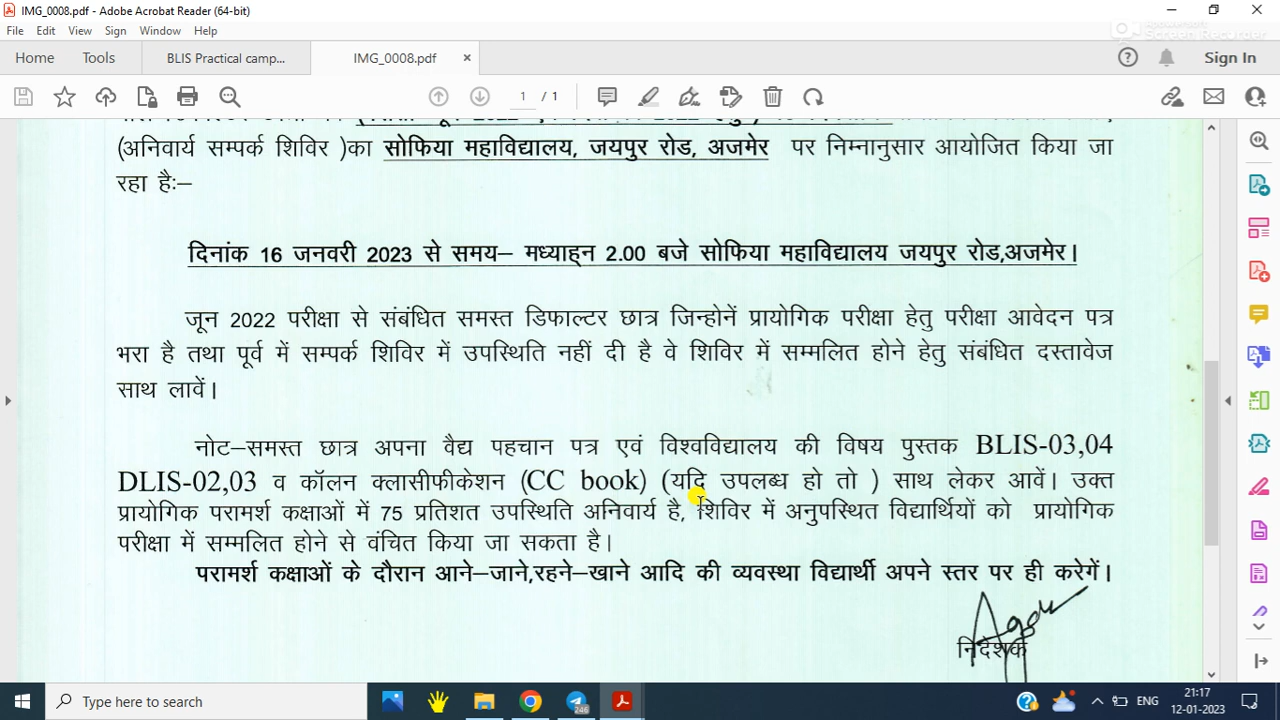 IMG_0008.pdf - Adobe Acrobat Reader (64-bit)
File Edit View Sign Window Help
Screen Recorder
Home Tools BLIS Practical camp... IMG_0008.pdf × Sign In
1 / 1
(अनिवार्य सम्पर्क शिविर )का सोफिया महाविद्यालय, जयपुर रोड, अजमेर पर निम्नानुसार आयोजित किया जा
रहा हैः–
दिनांक 16 जनवरी 2023 से समय– मध्याह्न 2.00 बजे सोफिया महाविद्यालय जयपुर रोड,अजमेर।
जून 2022 परीक्षा से संबंधित समस्त डिफाल्टर छात्र जिन्होनें प्रायोगिक परीक्षा हेतु परीक्षा आवेदन पत्र
भरा है तथा पूर्व में सम्पर्क शिविर में उपस्थिति नहीं दी है वे शिविर में सम्मलित होने हेतु संबंधित दस्तावेज
साथ लावें।
नोट–समस्त छात्र अपना वैद्य पहचान पत्र एवं विश्वविद्यालय की विषय पुस्तक BLIS-03,04
DLIS-02,03 व कॉलन क्लासीफीकेशन (CC book) (यदि उपलब्ध हो तो ) साथ लेकर आवें। उक्त
प्रायोगिक परामर्श कक्षाओं में 75 प्रतिशत उपस्थिति अनिवार्य है, शिविर में अनुपस्थित विद्यार्थियों को प्रायोगिक
परीक्षा में सम्मलित होने से वंचित किया जा सकता है।
परामर्श कक्षाओं के दौरान आने–जाने,रहने–खाने आदि की व्यवस्था विद्यार्थी अपने स्तर पर ही करेगें।
निदेशक
Type here to search
246
ENG
21:17
12-01-2023